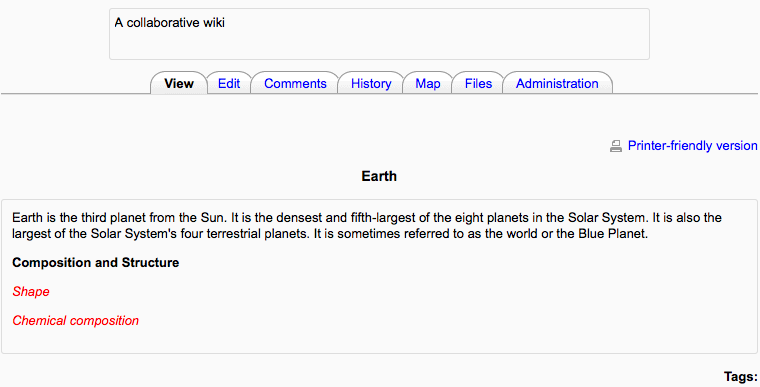 A collaborative wiki
View Edit Comments History Map Files Administration
Printer-friendly version
Earth
Earth is the third planet from the Sun. It is the densest and fifth-largest of the eight planets in the Solar System. It is also the
largest of the Solar System's four terrestrial planets. It is sometimes referred to as the world or the Blue Planet.
Composition and Structure
Shape
Chemical composition
Tags: